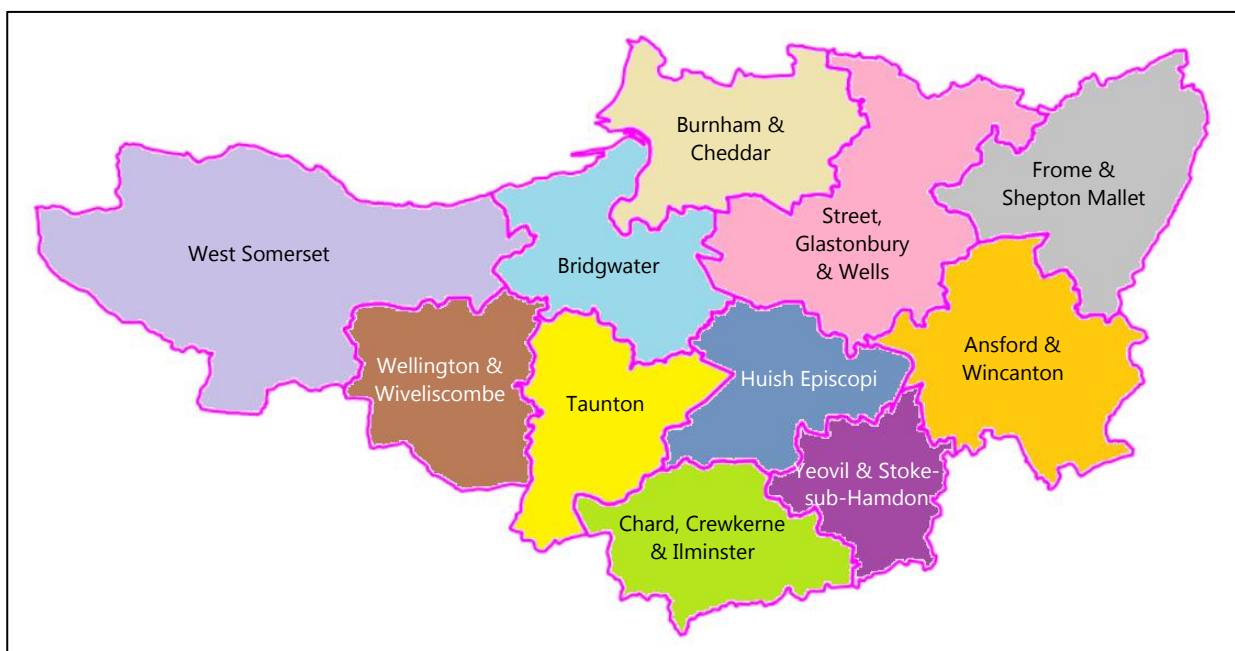 Burnham &
Cheddar
Frome &
Shepton Mallet
Street,
Glastonbury
& Wells
West Somerset
Bridgwater
Ansford &
Wincanton
Wellington &
Wiveliscombe
Huish Episcopi
Taunton
Yeovil & Stoke-
sub-Hamdon
Chard, Crewkerne
& Ilminster